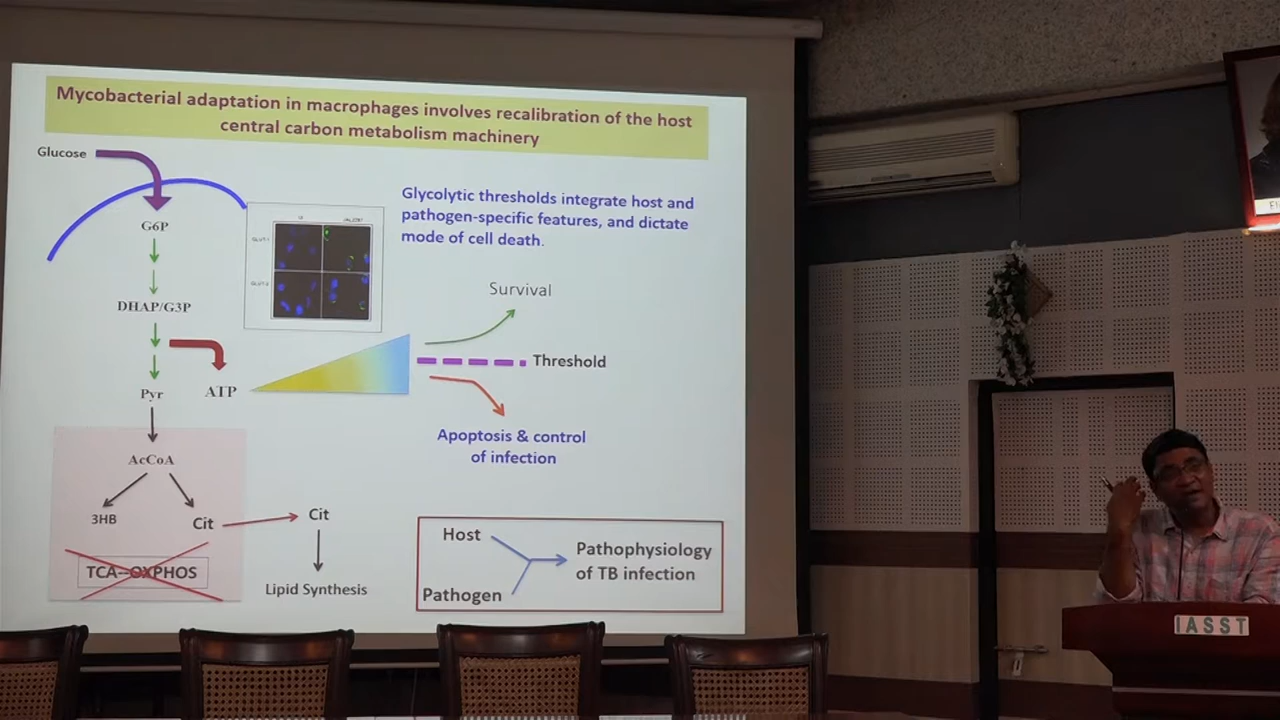 Mycobacterial adaptation in macrophages involves recalibration of the host
central carbon metabolism machinery
Glucose
G6P
DHAP/G3P
Pyr
ATP
AcCoA
3HB
Cit
Cit
TCA--OXPHOS
Lipid Synthesis
Glycolytic thresholds integrate host and
pathogen-specific features, and dictate
mode of cell death.
Survival
Threshold
Apoptosis & control
of infection
Host
Pathogen
Pathophysiology
of TB infection
IASST